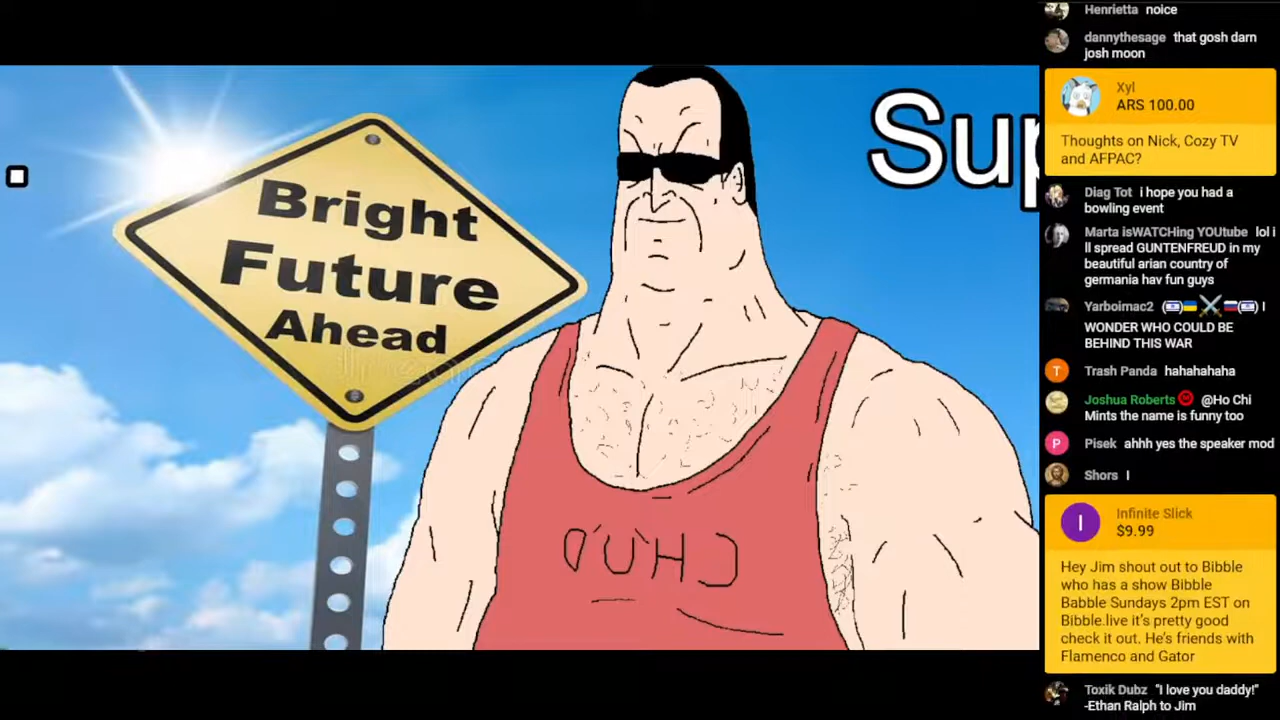 Bright
Future
Ahead
Sup
CHUD
Henrietta noice
dannythesage that gosh darn
josh moon
Xyl
ARS 100.00
Thoughts on Nick, Cozy TV
and AFPAC?
Diag Tot i hope you had a
bowling event
Marta isWATCHing YOUtube lol i
ll spread GUNTENFREUD in my
beautiful arian country of
germania hav fun guys
Yarboimac2 (🇮🇱🇺🇦⚔️🇷🇺🇮🇱) I
WONDER WHO COULD BE
BEHIND THIS WAR
T Trash Panda hahahahaha
Joshua Roberts @Ho Chi
Mints the name is funny too
P Pisek ahhh yes the speaker mod
Shors I
I Infinite Slick
$9.99
Hey Jim shout out to Bibble
who has a show Bibble
Babble Sundays 2pm EST on
Bibble.live it's pretty good
check it out. He's friends with
Flamenco and Gator
Toxik Dubz "I love you daddy!"
-Ethan Ralph to Jim